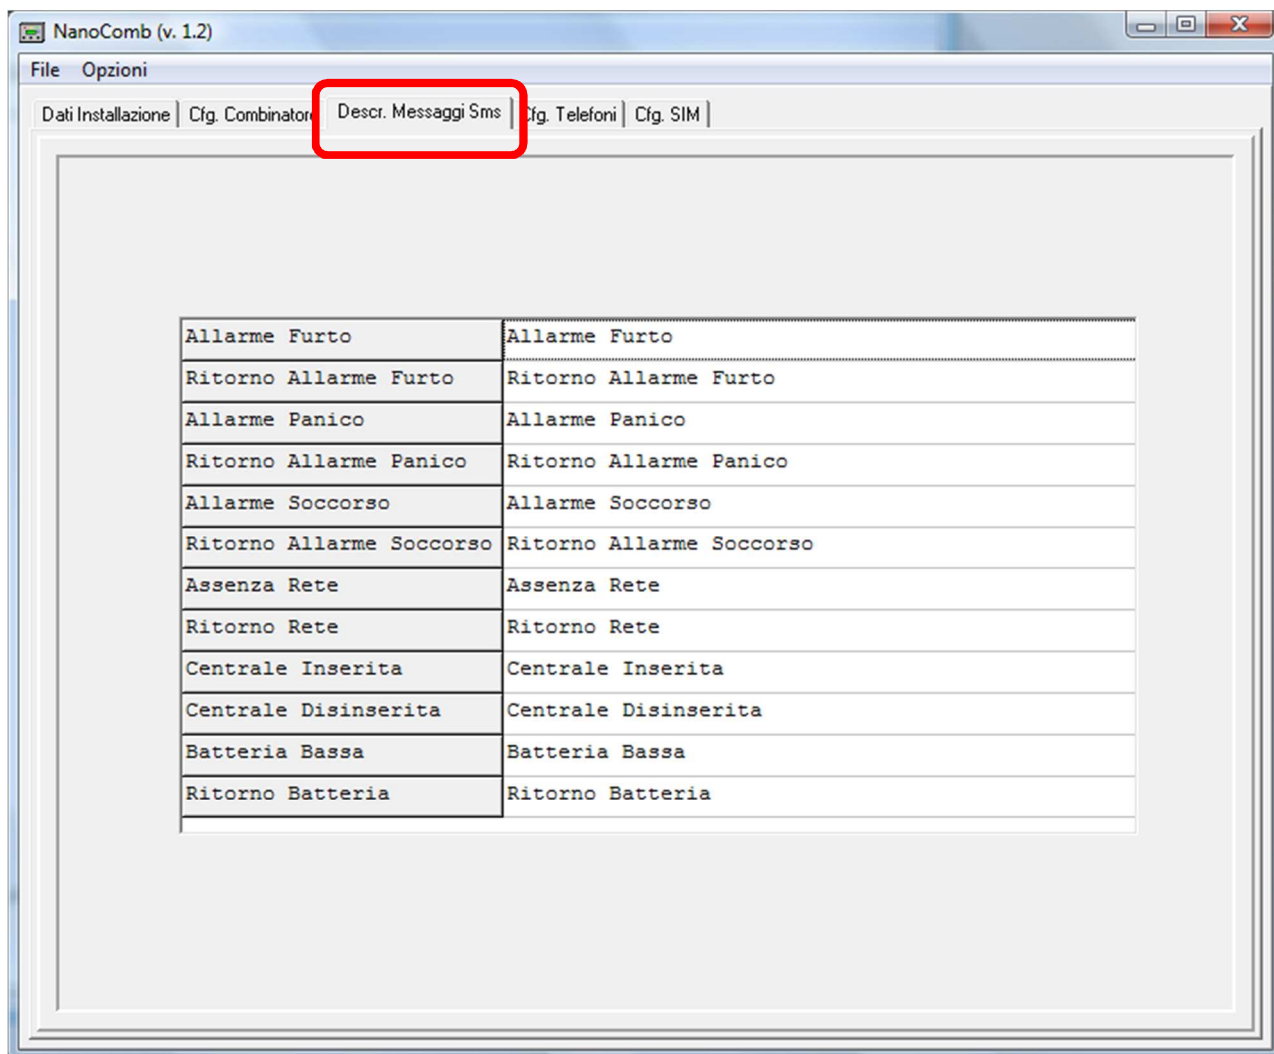 NanoComb (v. 1.2)
File Opzioni
Dati Installazione Cfg. Combinatore Descr. Messaggi Sms Cfg. Telefoni Cfg. SIM
Allarme Furto Allarme Furto
Ritorno Allarme Furto Ritorno Allarme Furto
Allarme Panico Allarme Panico
Ritorno Allarme Panico Ritorno Allarme Panico
Allarme Soccorso Allarme Soccorso
Ritorno Allarme Soccorso Ritorno Allarme Soccorso
Assenza Rete Assenza Rete
Ritorno Rete Ritorno Rete
Centrale Inserita Centrale Inserita
Centrale Disinserita Centrale Disinserita
Batteria Bassa Batteria Bassa
Ritorno Batteria Ritorno Batteria